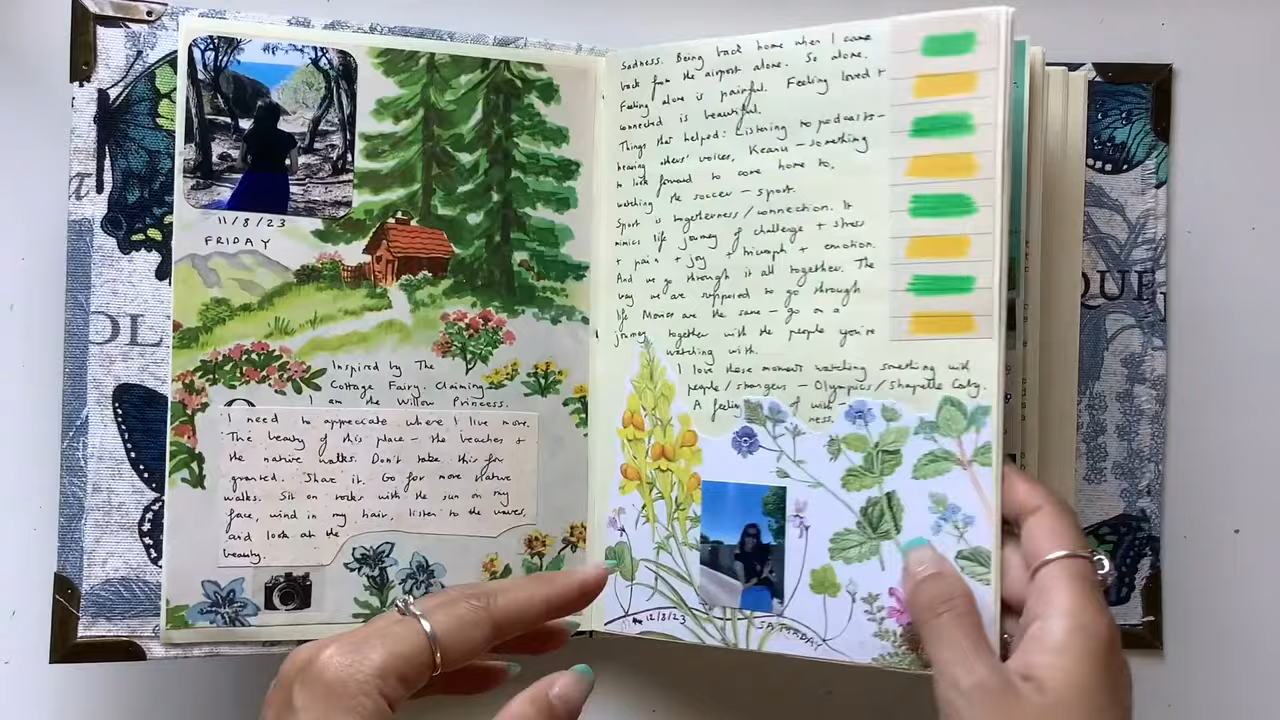 11/8/23
FRIDAY
Inspired by The
Cottage Fairy. Claiming
I am the Willow Princess.
I need to appreciate where I live more.
The beauty of this place - the beaches +
the nature walks. Don't take this for
granted. Share it. Go for more nature
walks. Sit on rocks with the sun on my
face, wind in my hair, listen to the waves,
and look at the
beauty.
Sadness. Being back home when I came
back from the airport alone. So alone.
Feeling alone is painful. Feeling loved +
connected is beautiful.
Things that helped: Listening to podcasts -
hearing others' voices, Keanu - something
to look forward to come home to.
watching the soccer - sport.
Sport is togetherness/connection. It
mimics life journey of challenge + stress
+ pain + joy + triumph + emotion.
And we go through it all together. The
way we are supposed to go through
life. Movies are the same - go on a
journey together with the people you're
watching with.
I love these moments watching something with
people/strangers - Olympics/
A feeling with
ness
12/8/23
SATURDAY
OL
QUE